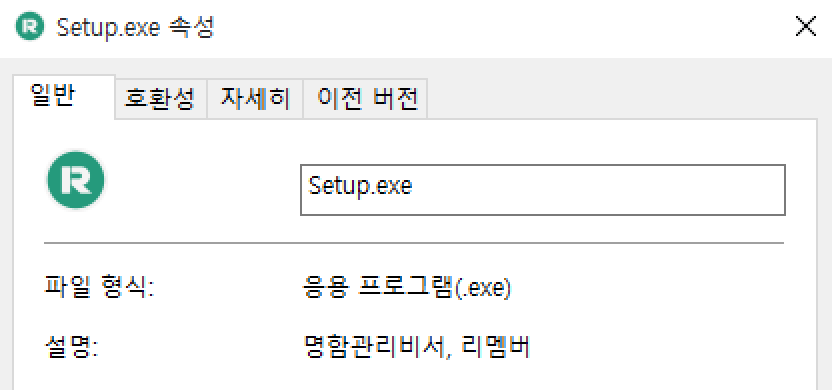 Setup.exe 속성
일반 호환성 자세히 이전 버전
Setup.exe
파일 형식: 응용 프로그램(.exe)
설명: 명함관리비서, 리멤버